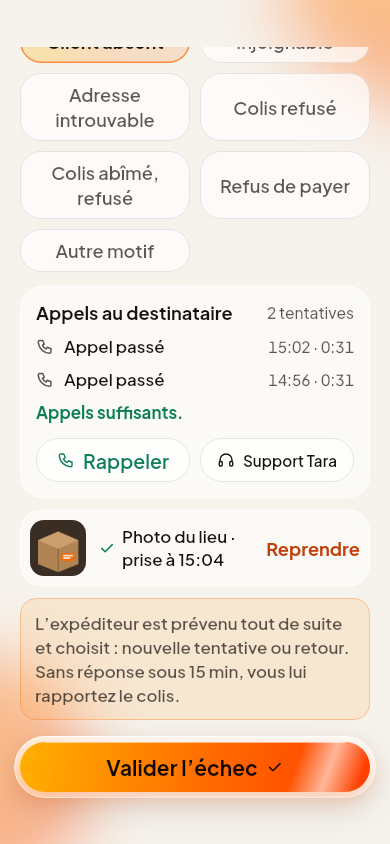 Client absent
Injoignable
Adresse
introuvable
Colis refusé
Colis abîmé,
refusé
Refus de payer
Autre motif
Appels au destinataire
2 tentatives
Appel passé
15:02 · 0:31
Appel passé
14:56 · 0:31
Appels suffisants.
Rappeler
Support Tara
Photo du lieu ·
prise à 15:04
Reprendre
L’expéditeur est prévenu tout de suite
et choisit : nouvelle tentative ou retour.
Sans réponse sous 15 min, vous lui
rapportez le colis.
Valider l’échec